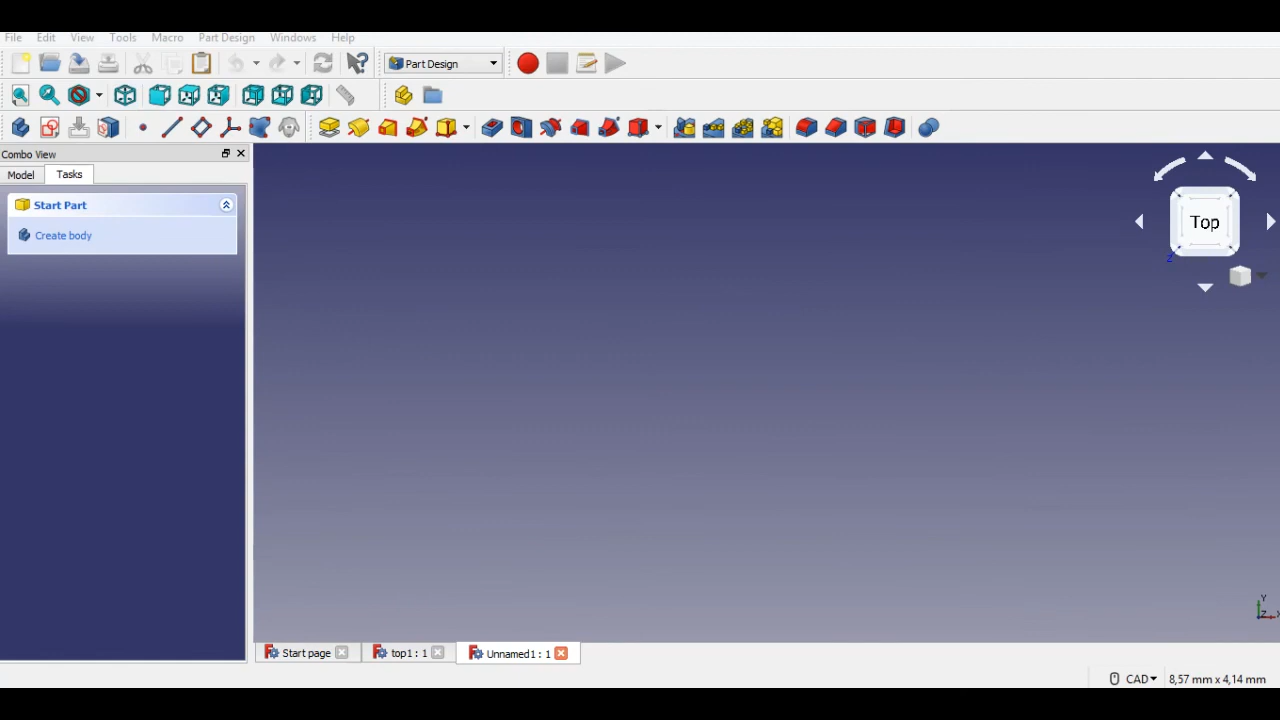 File Edit View Tools Macro Part Design Windows Help
Part Design
Combo View
Model Tasks
Start Part
Create body
Top
Z
Y
Z X
Start page top1 : 1 Unnamed1 : 1
CAD 8,57 mm x 4,14 mm